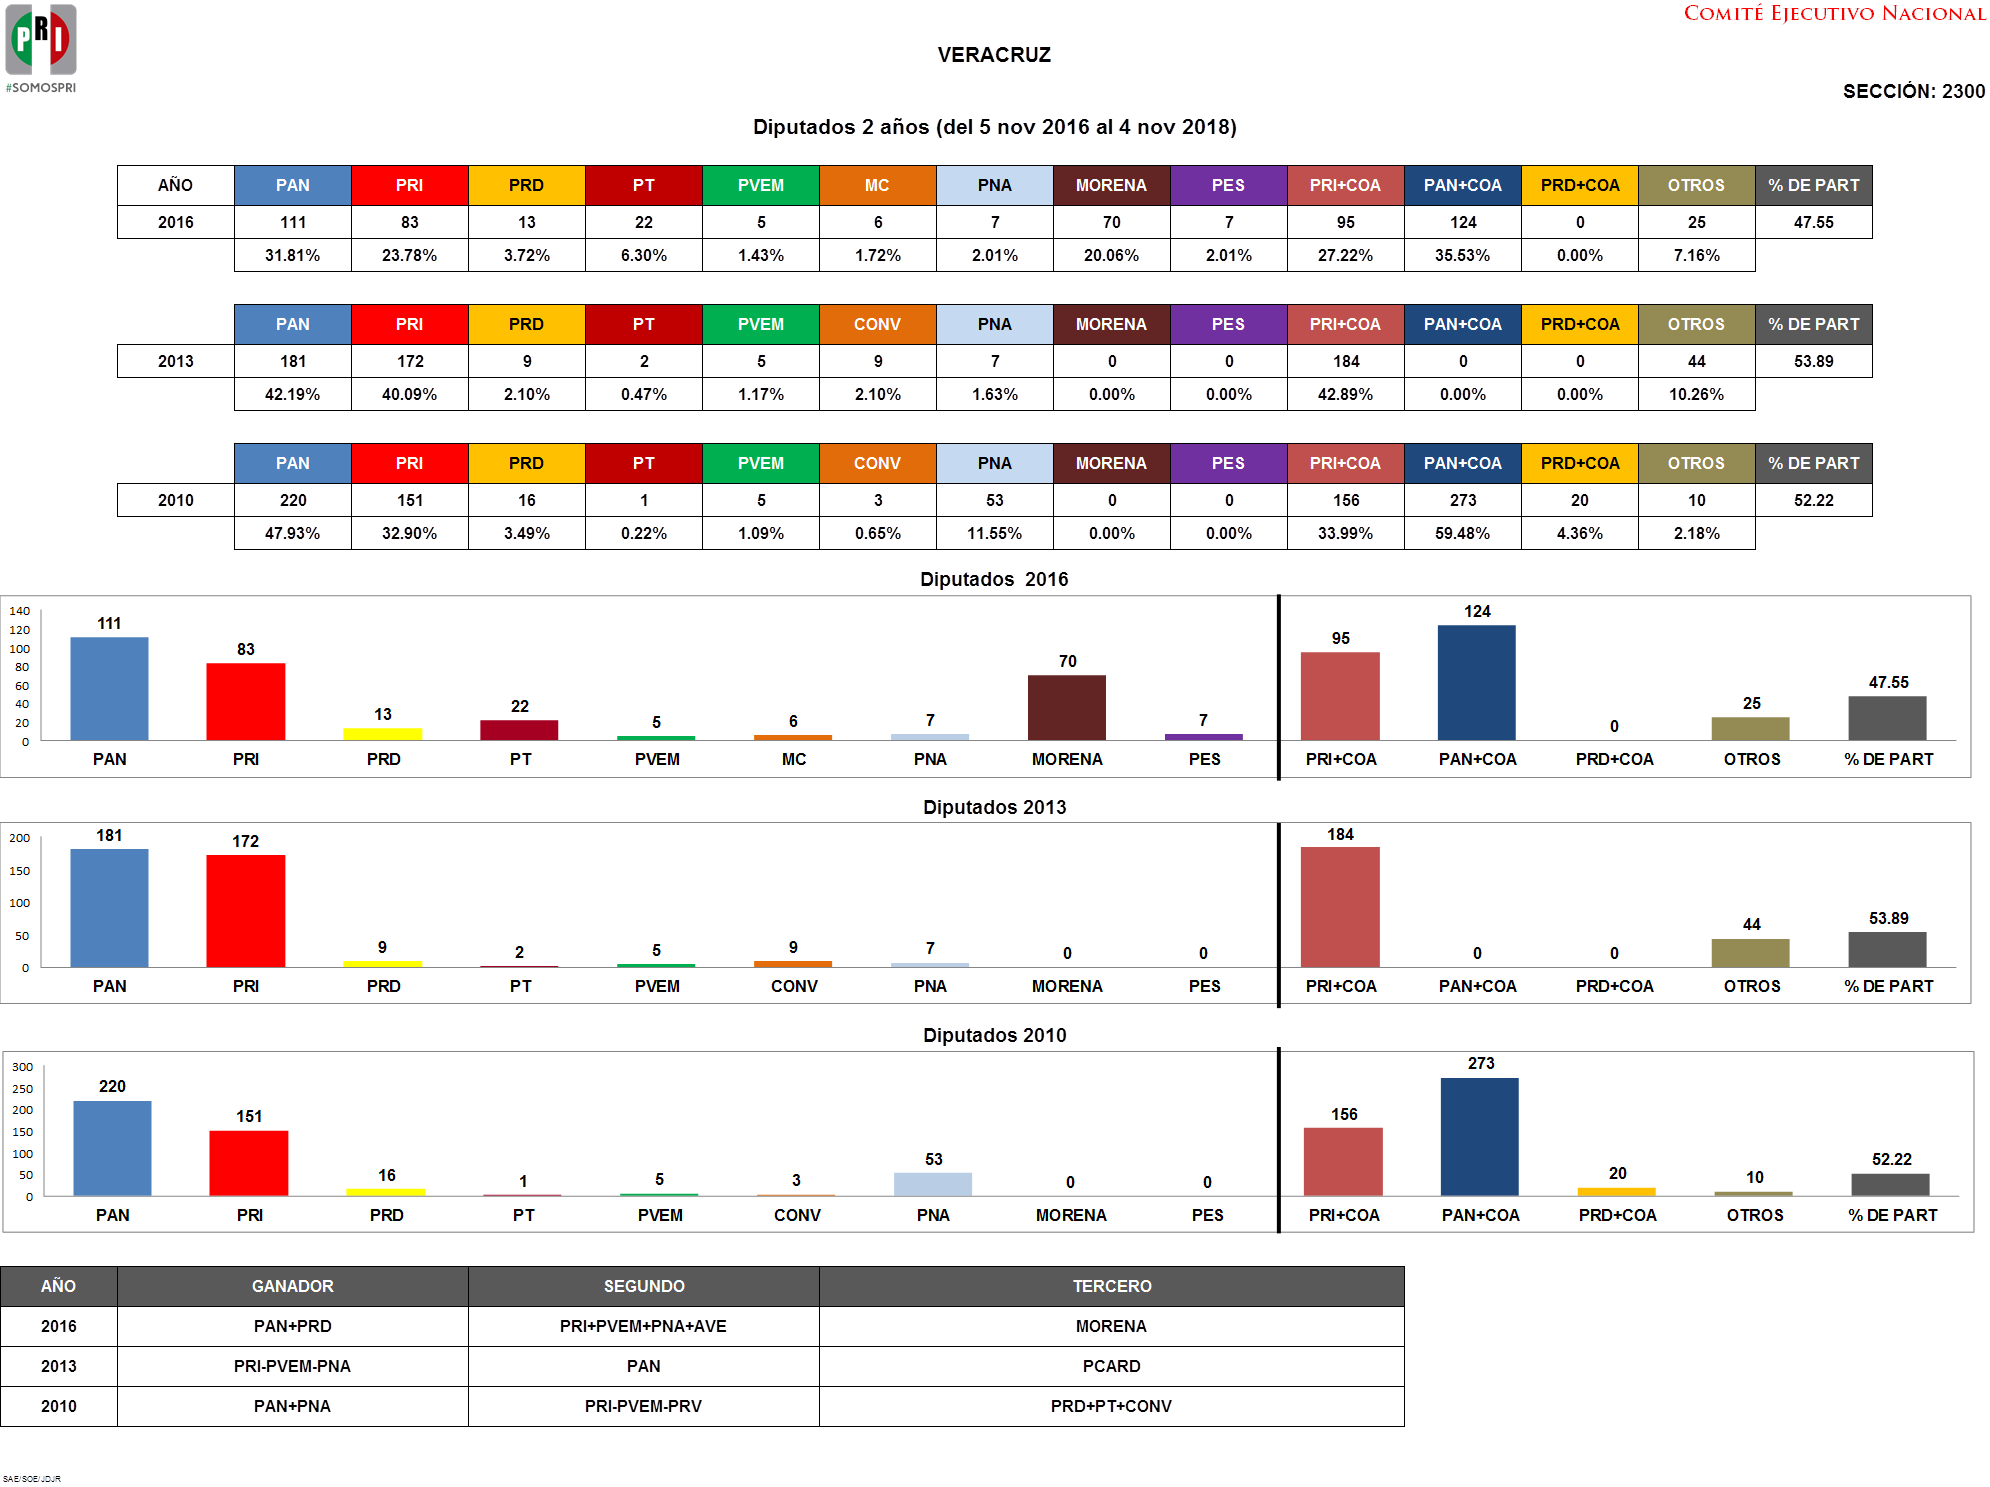 PRI
#SOMOSPRI
COMITÉ EJECUTIVO NACIONAL
VERACRUZ
SECCIÓN: 2300
Diputados 2 años (del 5 nov 2016 al 4 nov 2018)
AÑO PAN PRI PRD PT PVEM MC PNA MORENA PES PRI+COA PAN+COA PRD+COA OTROS % DE PART
2016 111 83 13 22 5 6 7 70 7 95 124 0 25 47.55
31.81% 23.78% 3.72% 6.30% 1.43% 1.72% 2.01% 20.06% 2.01% 27.22% 35.53% 0.00% 7.16%
PAN PRI PRD PT PVEM CONV PNA MORENA PES PRI+COA PAN+COA PRD+COA OTROS % DE PART
2013 181 172 9 2 5 9 7 0 0 184 0 0 44 53.89
42.19% 40.09% 2.10% 0.47% 1.17% 2.10% 1.63% 0.00% 0.00% 42.89% 0.00% 0.00% 10.26%
PAN PRI PRD PT PVEM CONV PNA MORENA PES PRI+COA PAN+COA PRD+COA OTROS % DE PART
2010 220 151 16 1 5 3 53 0 0 156 273 20 10 52.22
47.93% 32.90% 3.49% 0.22% 1.09% 0.65% 11.55% 0.00% 0.00% 33.99% 59.48% 4.36% 2.18%
Diputados 2016
140
120
100
80
60
40
20
0
111 83 13 22 5 6 7 70 7 95 124 0 25 47.55
PAN PRI PRD PT PVEM MC PNA MORENA PES PRI+COA PAN+COA PRD+COA OTROS % DE PART
Diputados 2013
200
150
100
50
0
181 172 9 2 5 9 7 0 0 184 0 0 44 53.89
PAN PRI PRD PT PVEM CONV PNA MORENA PES PRI+COA PAN+COA PRD+COA OTROS % DE PART
Diputados 2010
300
250
200
150
100
50
0
220 151 16 1 5 3 53 0 0 156 273 20 10 52.22
PAN PRI PRD PT PVEM CONV PNA MORENA PES PRI+COA PAN+COA PRD+COA OTROS % DE PART
AÑO GANADOR SEGUNDO TERCERO
2016 PAN+PRD PRI+PVEM+PNA+AVE MORENA
2013 PRI-PVEM-PNA PAN PCARD
2010 PAN+PNA PRI-PVEM-PRV PRD+PT+CONV
SAE/SOE/JDJR